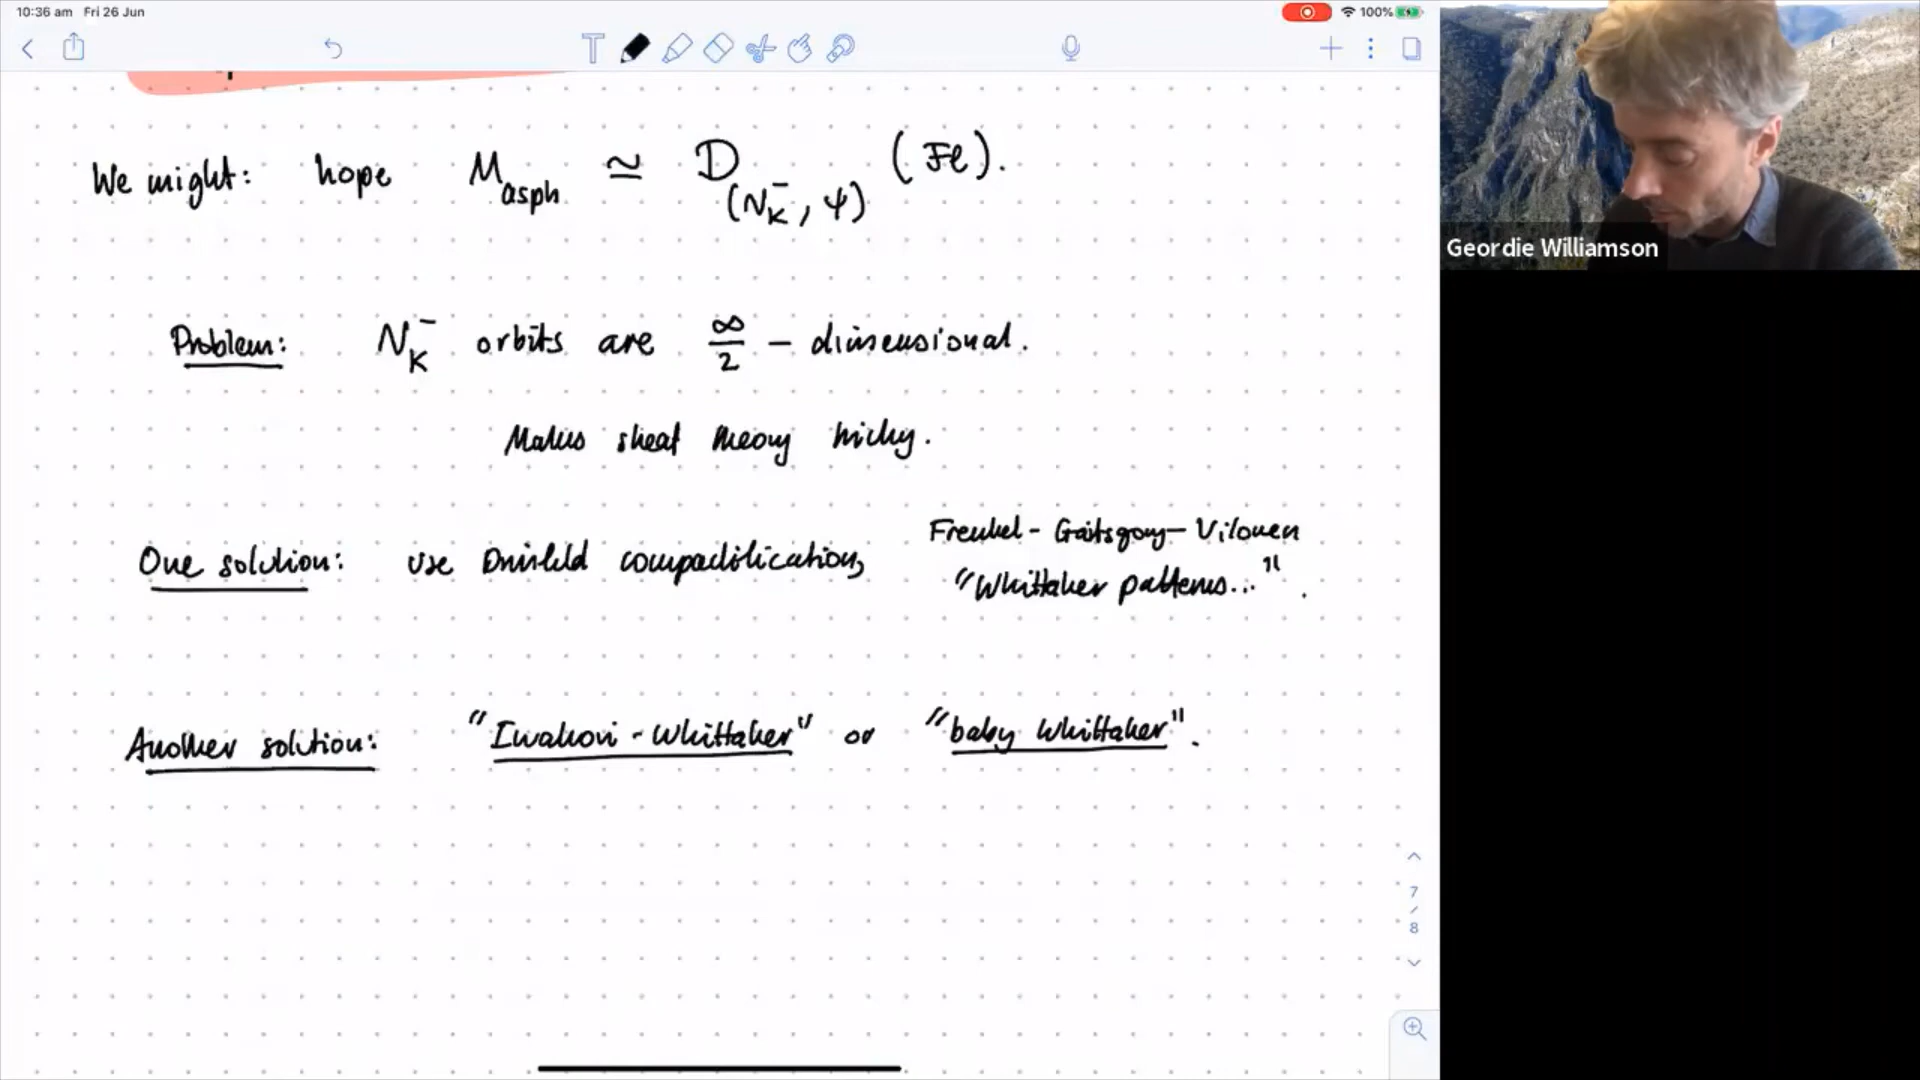 10:36 am Fri 26 Jun
100%
We might: hope M_asph ≃ D_(N_K^-, ψ) (Fl).
Problem: N_K^- orbits are ∞/2 - dimensional.
Makes sheaf theory tricky.
One solution: use Drinfeld compactification,
Frenkel - Gaitsgory - Vilonen
"Whittaker patterns..." .
Another solution: "Iwahori - Whittaker" or "baby Whittaker".
Geordie Williamson
7
/
8